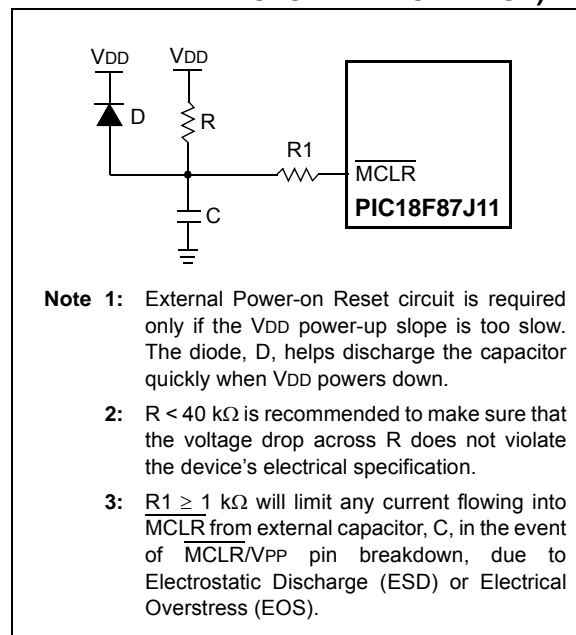 VDD VDD
D
R
R1
MCLR
PIC18F87J11
C
Note 1: External Power-on Reset circuit is required
only if the VDD power-up slope is too slow.
The diode, D, helps discharge the capacitor
quickly when VDD powers down.
2: R < 40 kΩ is recommended to make sure that
the voltage drop across R does not violate
the device's electrical specification.
3: R1 ≥ 1 kΩ will limit any current flowing into
MCLR from external capacitor, C, in the event
of MCLR/VPP pin breakdown, due to
Electrostatic Discharge (ESD) or Electrical
Overstress (EOS).